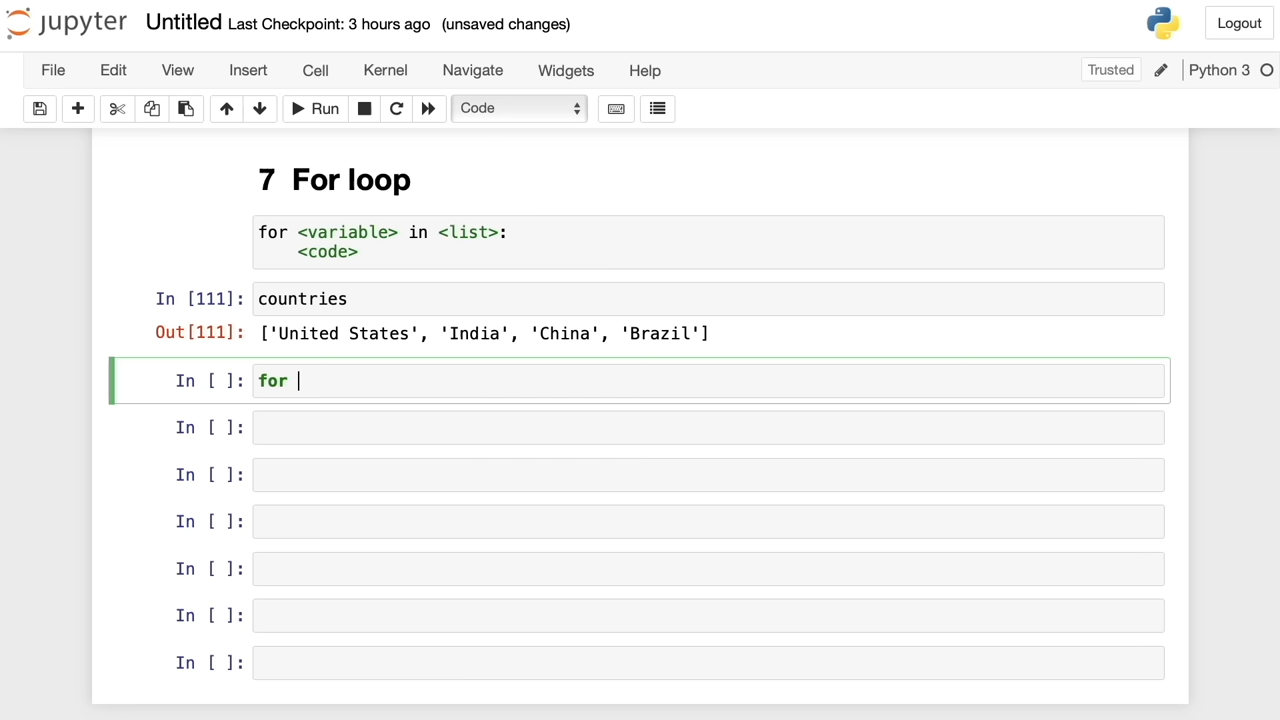 jupyter Untitled Last Checkpoint: 3 hours ago (unsaved changes) Logout
File Edit View Insert Cell Kernel Navigate Widgets Help Trusted Python 3
Run Code
7 For loop
for <variable> in <list>:
<code>
In [111]: countries
Out[111]: ['United States', 'India', 'China', 'Brazil']
In [ ]: for
In [ ]:
In [ ]:
In [ ]:
In [ ]:
In [ ]:
In [ ]: